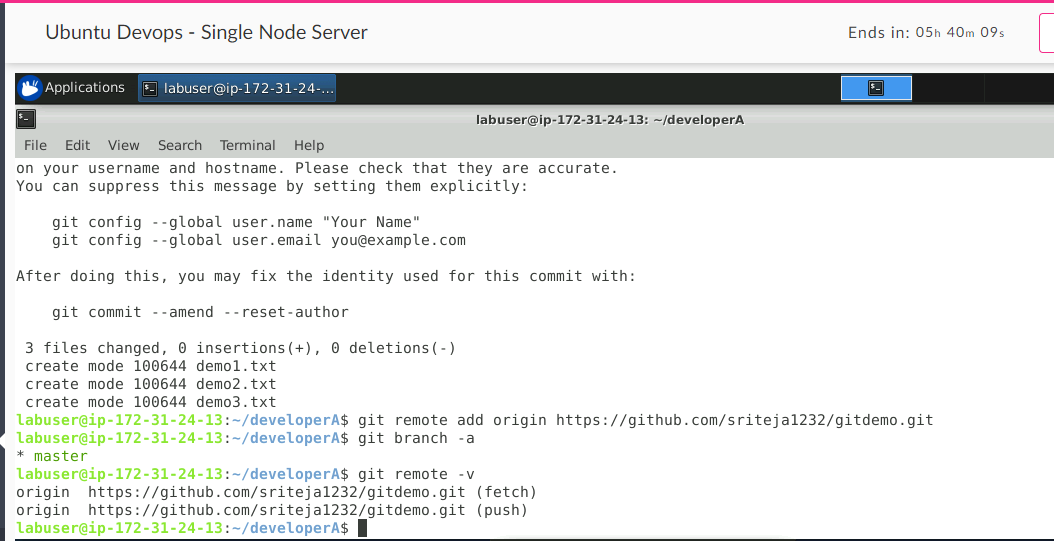 Ubuntu Devops - Single Node Server
Ends in: 05h 40m 09s
Applications
labuser@ip-172-31-24-...
labuser@ip-172-31-24-13: ~/developerA
File Edit View Search Terminal Help
on your username and hostname. Please check that they are accurate.
You can suppress this message by setting them explicitly:
git config --global user.name "Your Name"
git config --global user.email you@example.com
After doing this, you may fix the identity used for this commit with:
git commit --amend --reset-author
3 files changed, 0 insertions(+), 0 deletions(-)
create mode 100644 demo1.txt
create mode 100644 demo2.txt
create mode 100644 demo3.txt
labuser@ip-172-31-24-13:~/developerA$ git remote add origin https://github.com/sriteja1232/gitdemo.git
labuser@ip-172-31-24-13:~/developerA$ git branch -a
* master
labuser@ip-172-31-24-13:~/developerA$ git remote -v
origin  https://github.com/sriteja1232/gitdemo.git (fetch)
origin  https://github.com/sriteja1232/gitdemo.git (push)
labuser@ip-172-31-24-13:~/developerA$